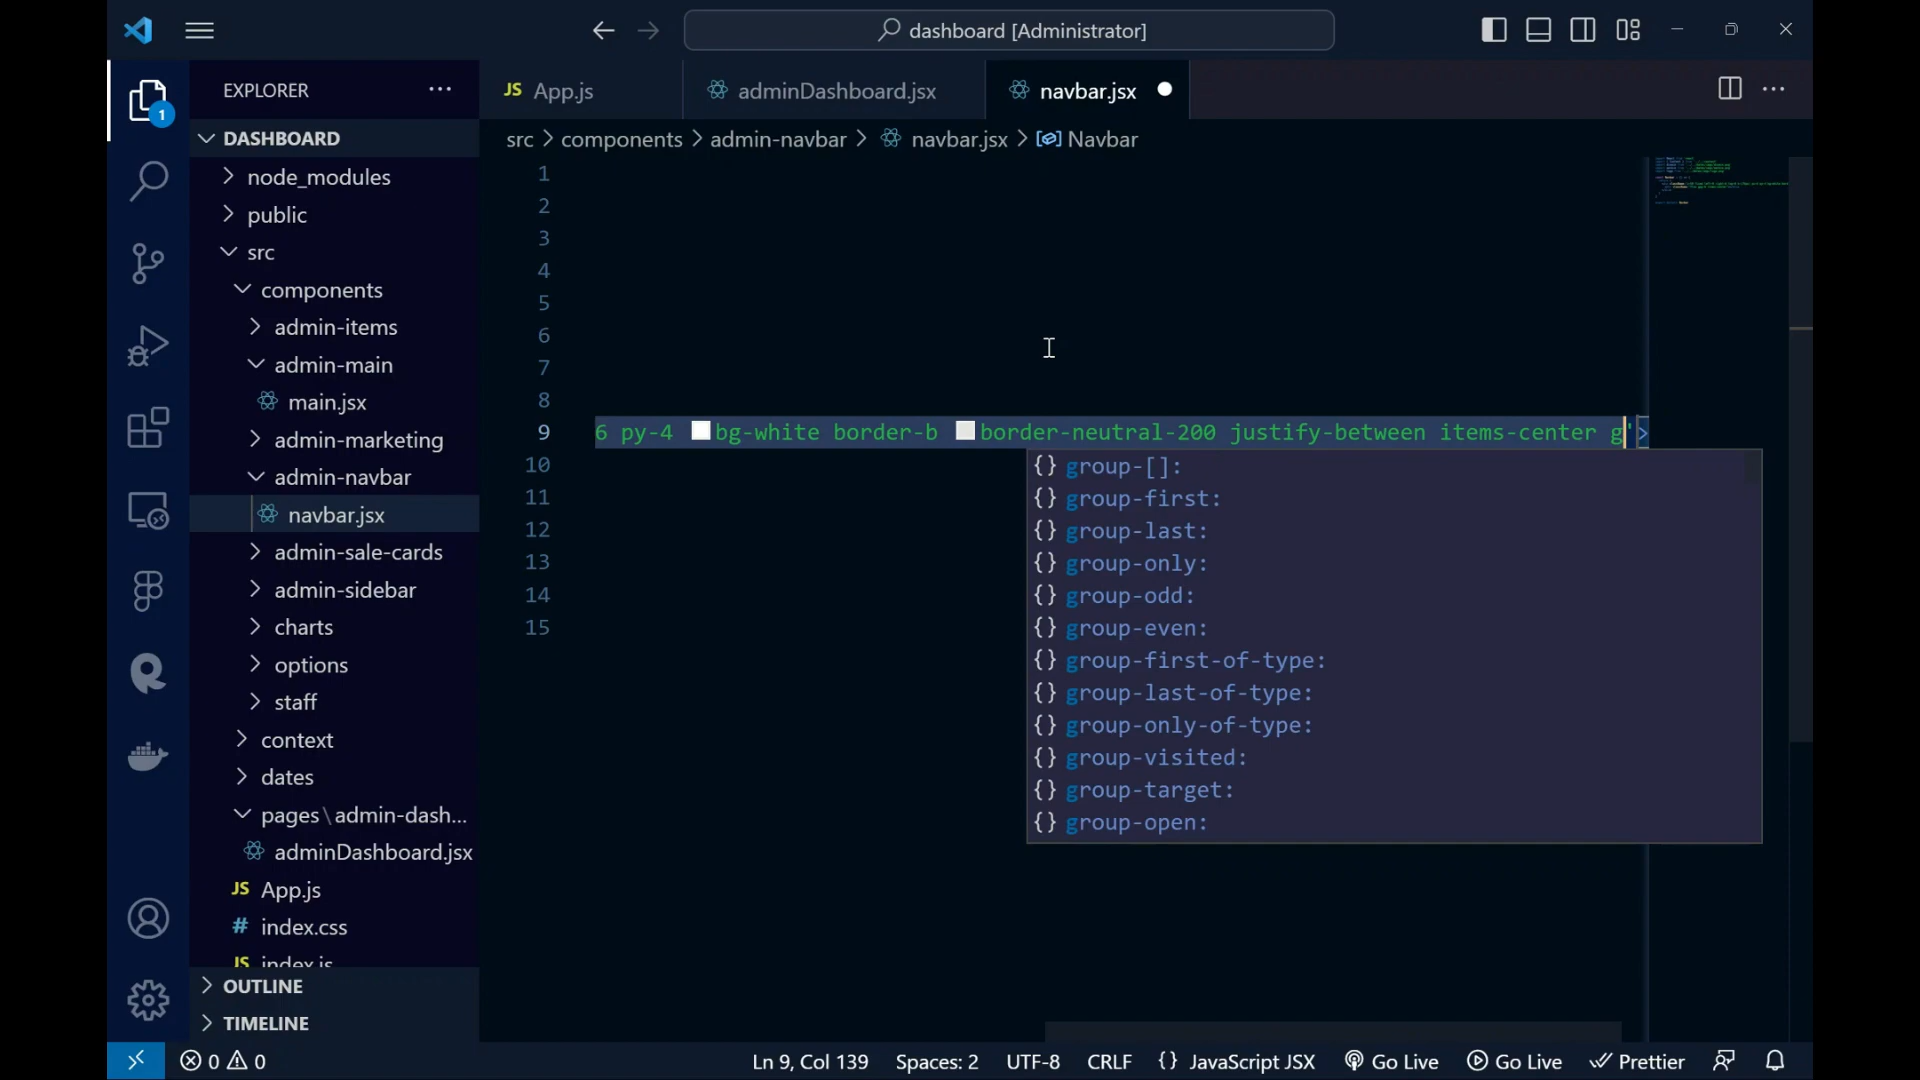 dashboard [Administrator]
EXPLORER
JS App.js
adminDashboard.jsx
navbar.jsx
1
DASHBOARD
src > components > admin-navbar > navbar.jsx > Navbar
node_modules
public
src
components
admin-items
admin-main
main.jsx
admin-marketing
admin-navbar
navbar.jsx
admin-sale-cards
admin-sidebar
charts
options
staff
context
dates
pages\admin-dash...
adminDashboard.jsx
JS App.js
# index.css
JS index.js
OUTLINE
TIMELINE
1
2
3
4
5
6
7
8
9 6 py-4 bg-white border-b border-neutral-200 justify-between items-center g'>
10
11
12
13
14
15
{} group-[]:
{} group-first:
{} group-last:
{} group-only:
{} group-odd:
{} group-even:
{} group-first-of-type:
{} group-last-of-type:
{} group-only-of-type:
{} group-visited:
{} group-target:
{} group-open:
0 0 Ln 9, Col 139 Spaces: 2 UTF-8 CRLF {} JavaScript JSX Go Live Go Live Prettier